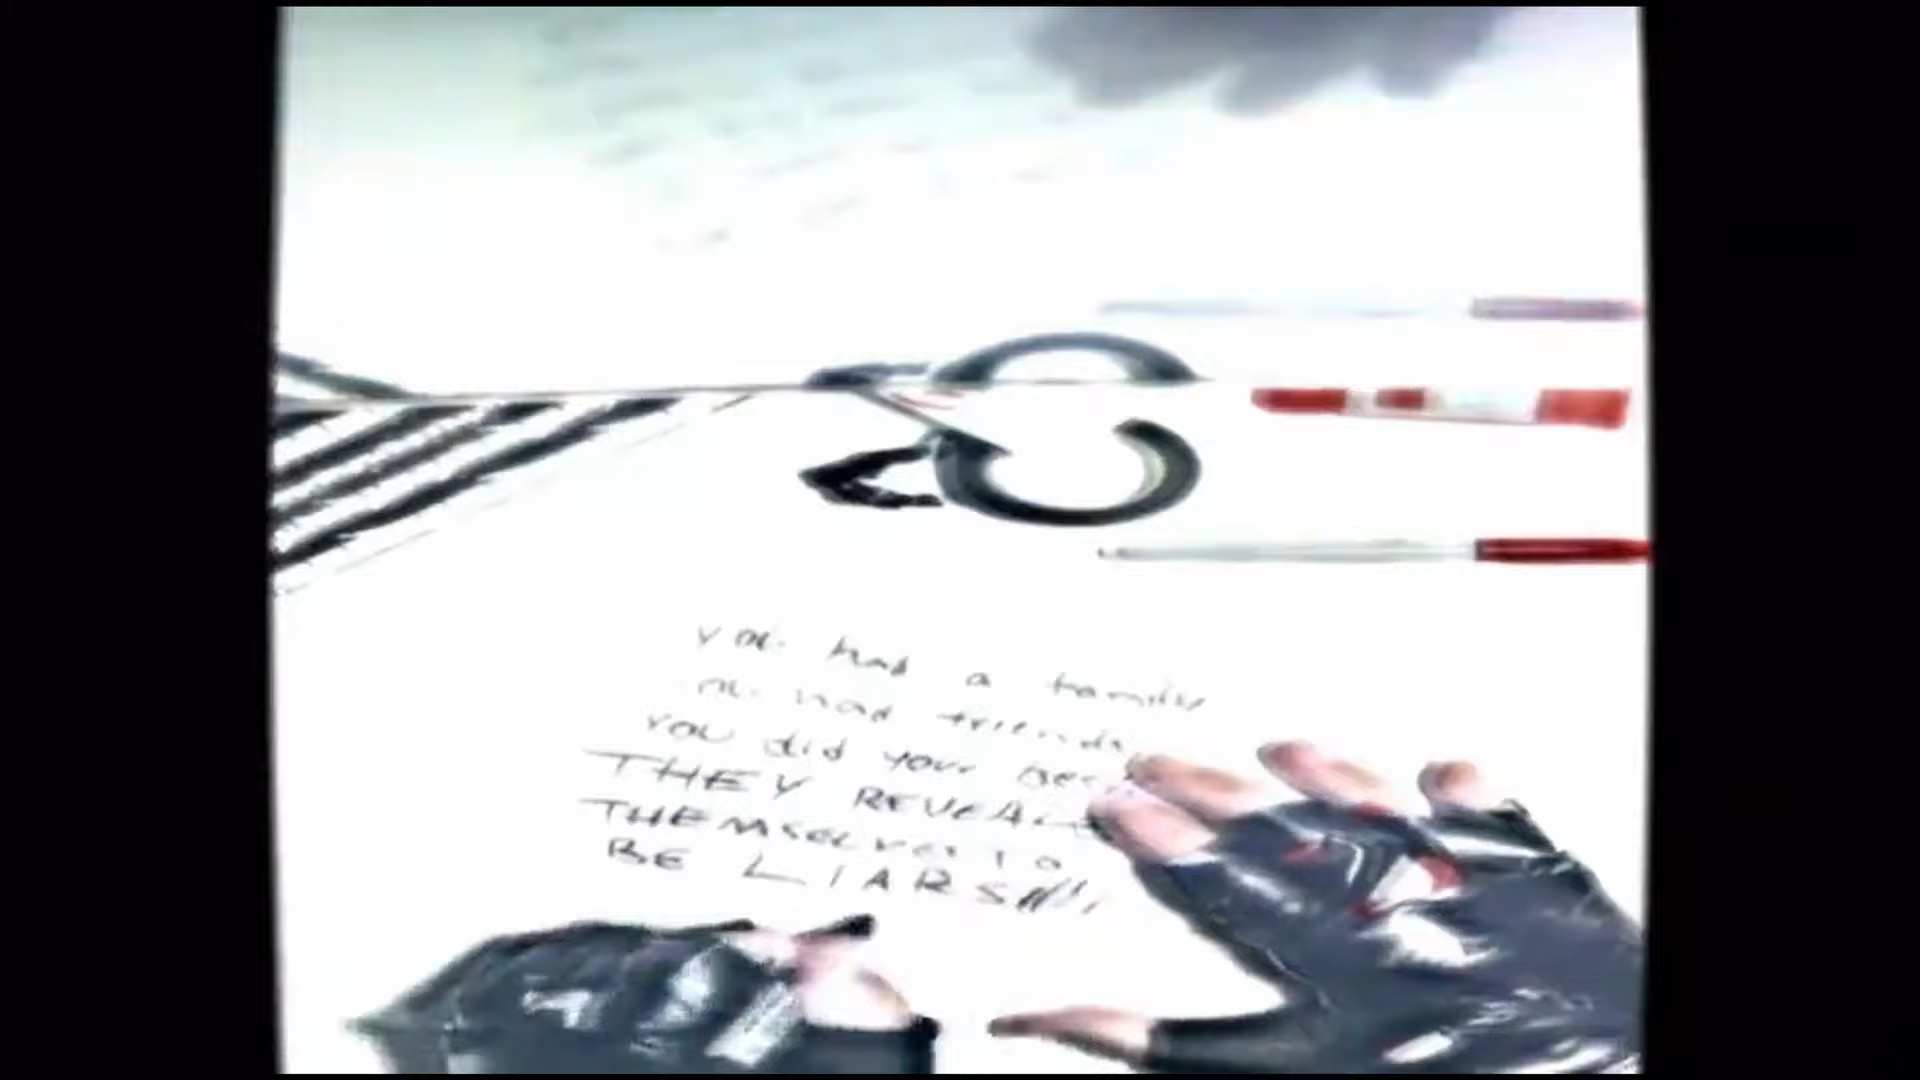 you had a family
had friends
you did your
THEY
THEMSELVES TO
BE LIARS